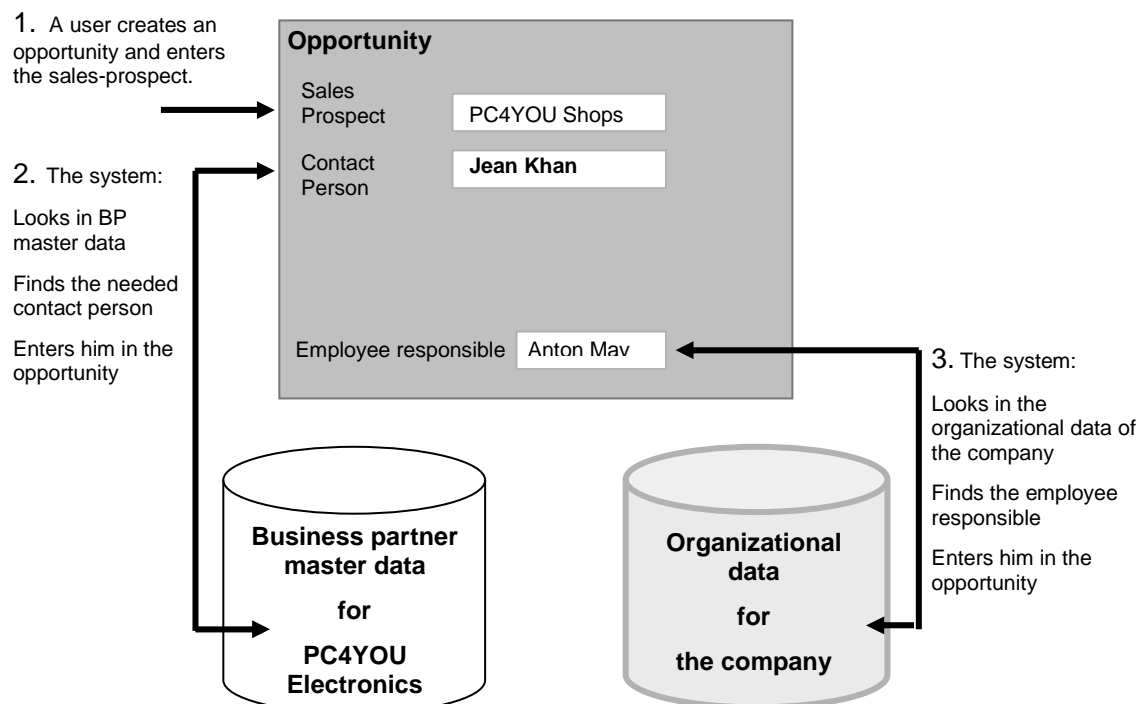 1. A user creates an
opportunity and enters
the sales-prospect.
Opportunity
Sales
Prospect
PC4YOU Shops
Contact
Person
Jean Khan
2. The system:
Looks in BP
master data
Finds the needed
contact person
Enters him in the
opportunity
Employee responsible
Anton May
3. The system:
Looks in the
organizational data of
the company
Finds the employee
responsible
Enters him in the
opportunity
Business partner
master data
for
PC4YOU
Electronics
Organizational
data
for
the company